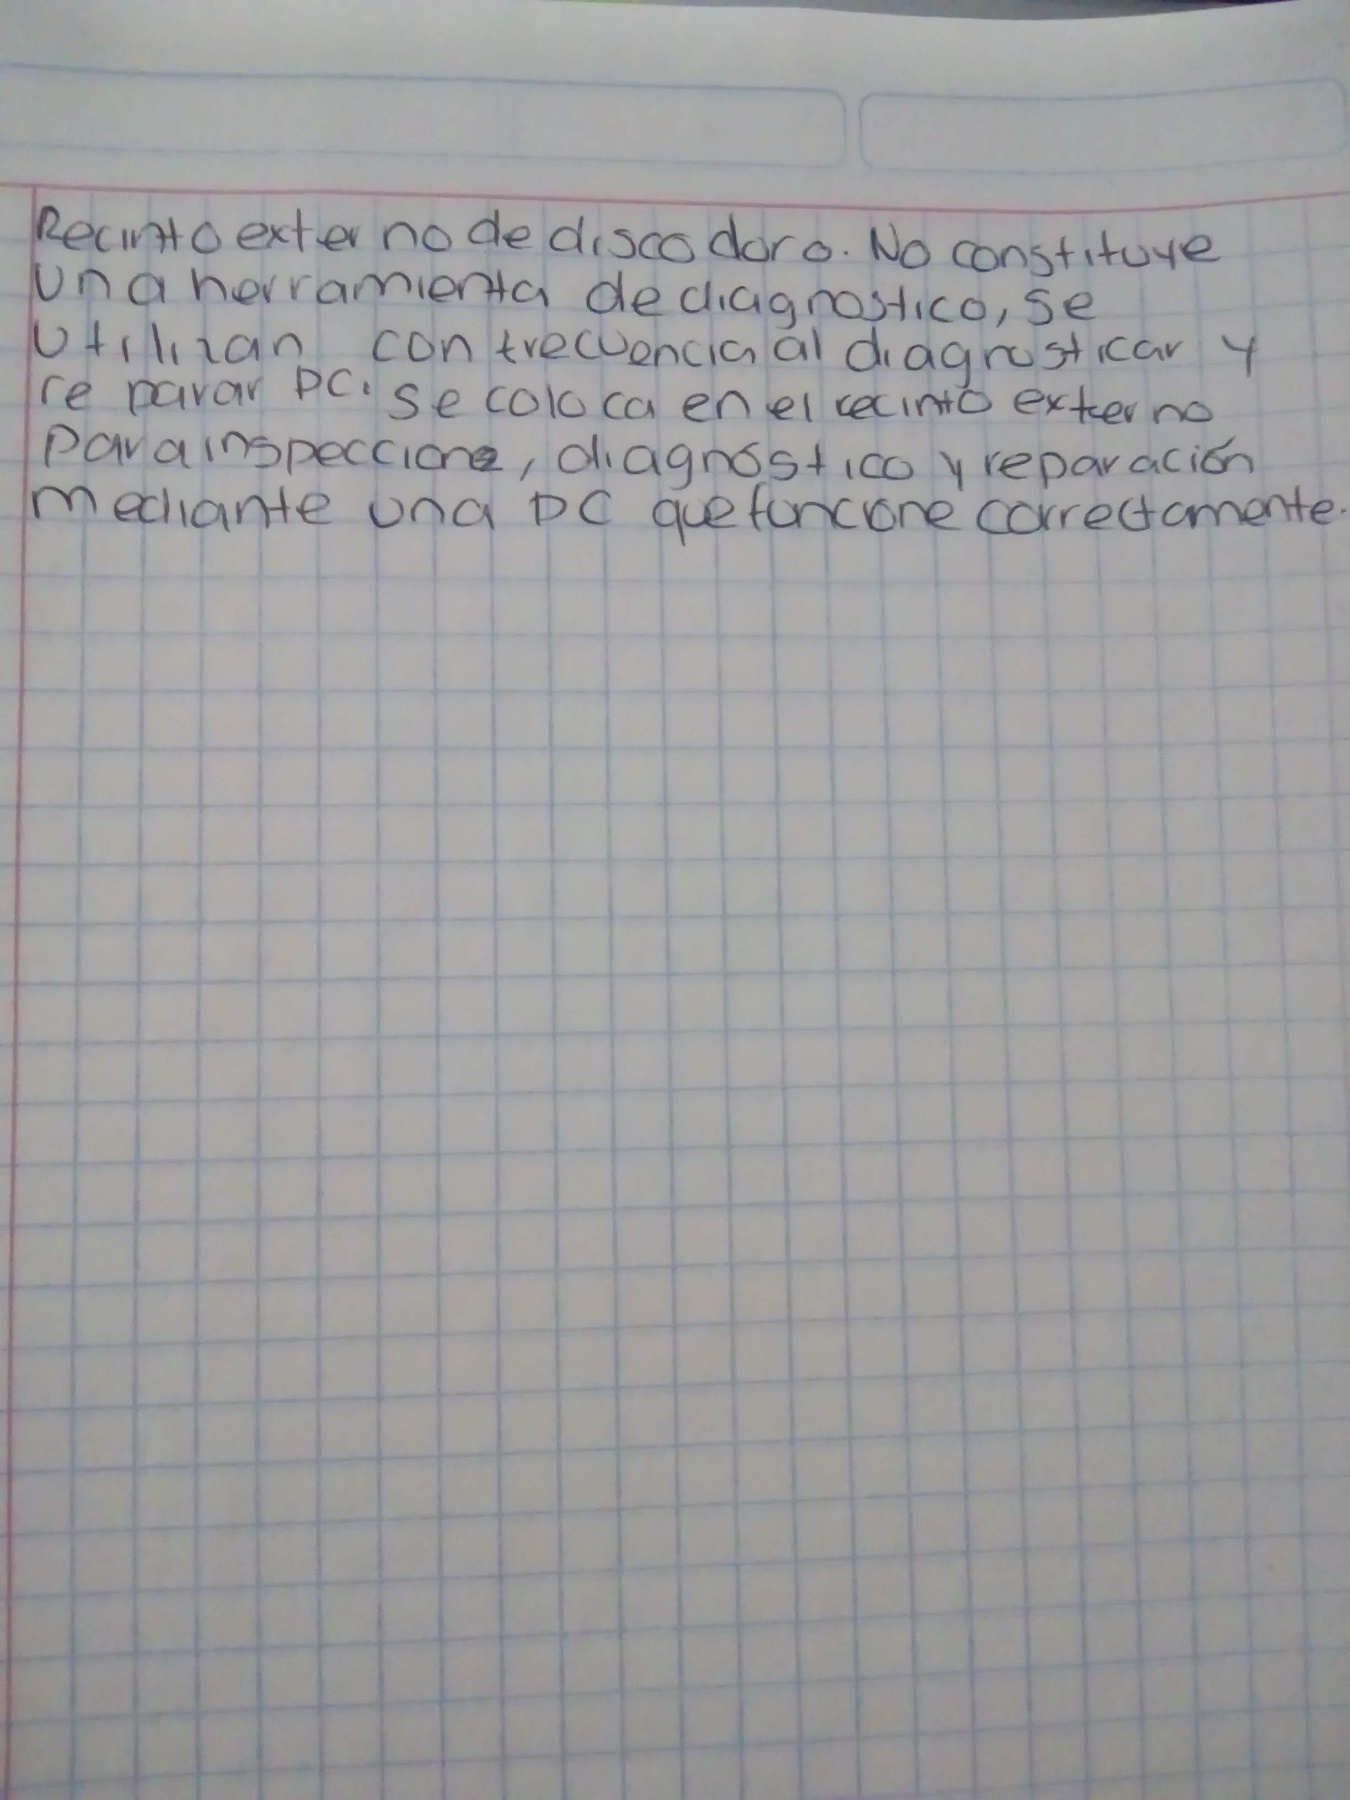 Recinto externo de disco doro. No constituye
una herramienta de diagnostico, se
utilizan con frecuencia al diagnosticar y
reparar PC. Se coloca en el recinto externo
para inspeccione, diagnóstico y reparación
mediante una PC que funcione correctamente.